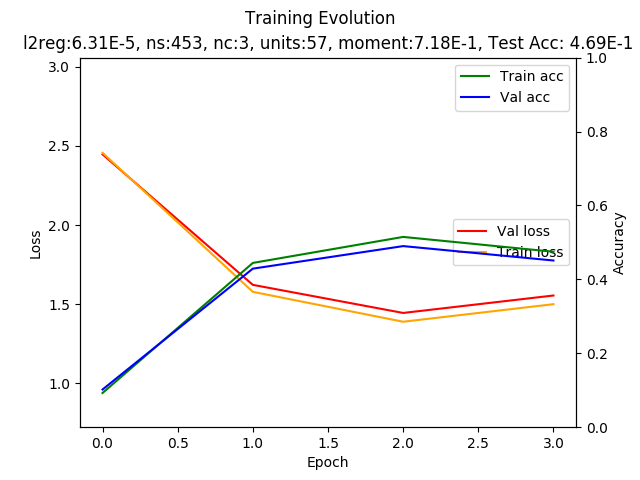 Training Evolution
l2reg:6.31E-5, ns:453, nc:3, units:57, moment:7.18E-1, Test Acc: 4.69E-1
3.0
2.5
2.0
1.5
1.0
Loss
1.0
0.8
0.6
0.4
0.2
0.0
Accuracy
Train acc
Val acc
Val loss
Train loss
0.0 0.5 1.0 1.5 2.0 2.5 3.0
Epoch